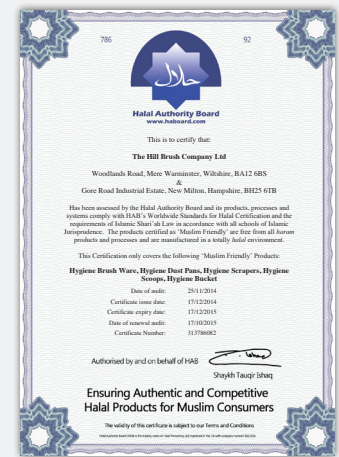 786 92
حلال
Halal Authority Board
www.haboard.com
This is to certify that:
The Hill Brush Company Ltd
Woodlands Road, Mere Warminster, Wiltshire, BA12 6BS
&
Gore Road Industrial Estate, New Milton, Hampshire, BH25 6TB
Has been assessed by the Halal Authority Board and its products, processes and
systems comply with HAB's Worldwide Standards for Halal Certification and the
requirements of Islamic Shari'ah Law in accordance with all schools of Islamic
Jurisprudence. The products certified as 'Muslim Friendly' are free from all haram
products and processes and are manufactured in a totally halal environment.
This Certification only covers the following 'Muslim Friendly' Products:
Hygiene Brush Ware, Hygiene Dust Pans, Hygiene Scrapers, Hygiene
Scoops, Hygiene Bucket
Date of audit: 25/11/2014
Certificate issue date: 17/12/2014
Certificate expiry date: 17/12/2015
Date of renewal audit: 17/10/2015
Certificate Number: 313786082
Authorised by and on behalf of HAB
Shaykh Tauqir Ishaq
Ensuring Authentic and Competitive
Halal Products for Muslim Consumers
The validity of this certificate is subject to our Terms and Conditions